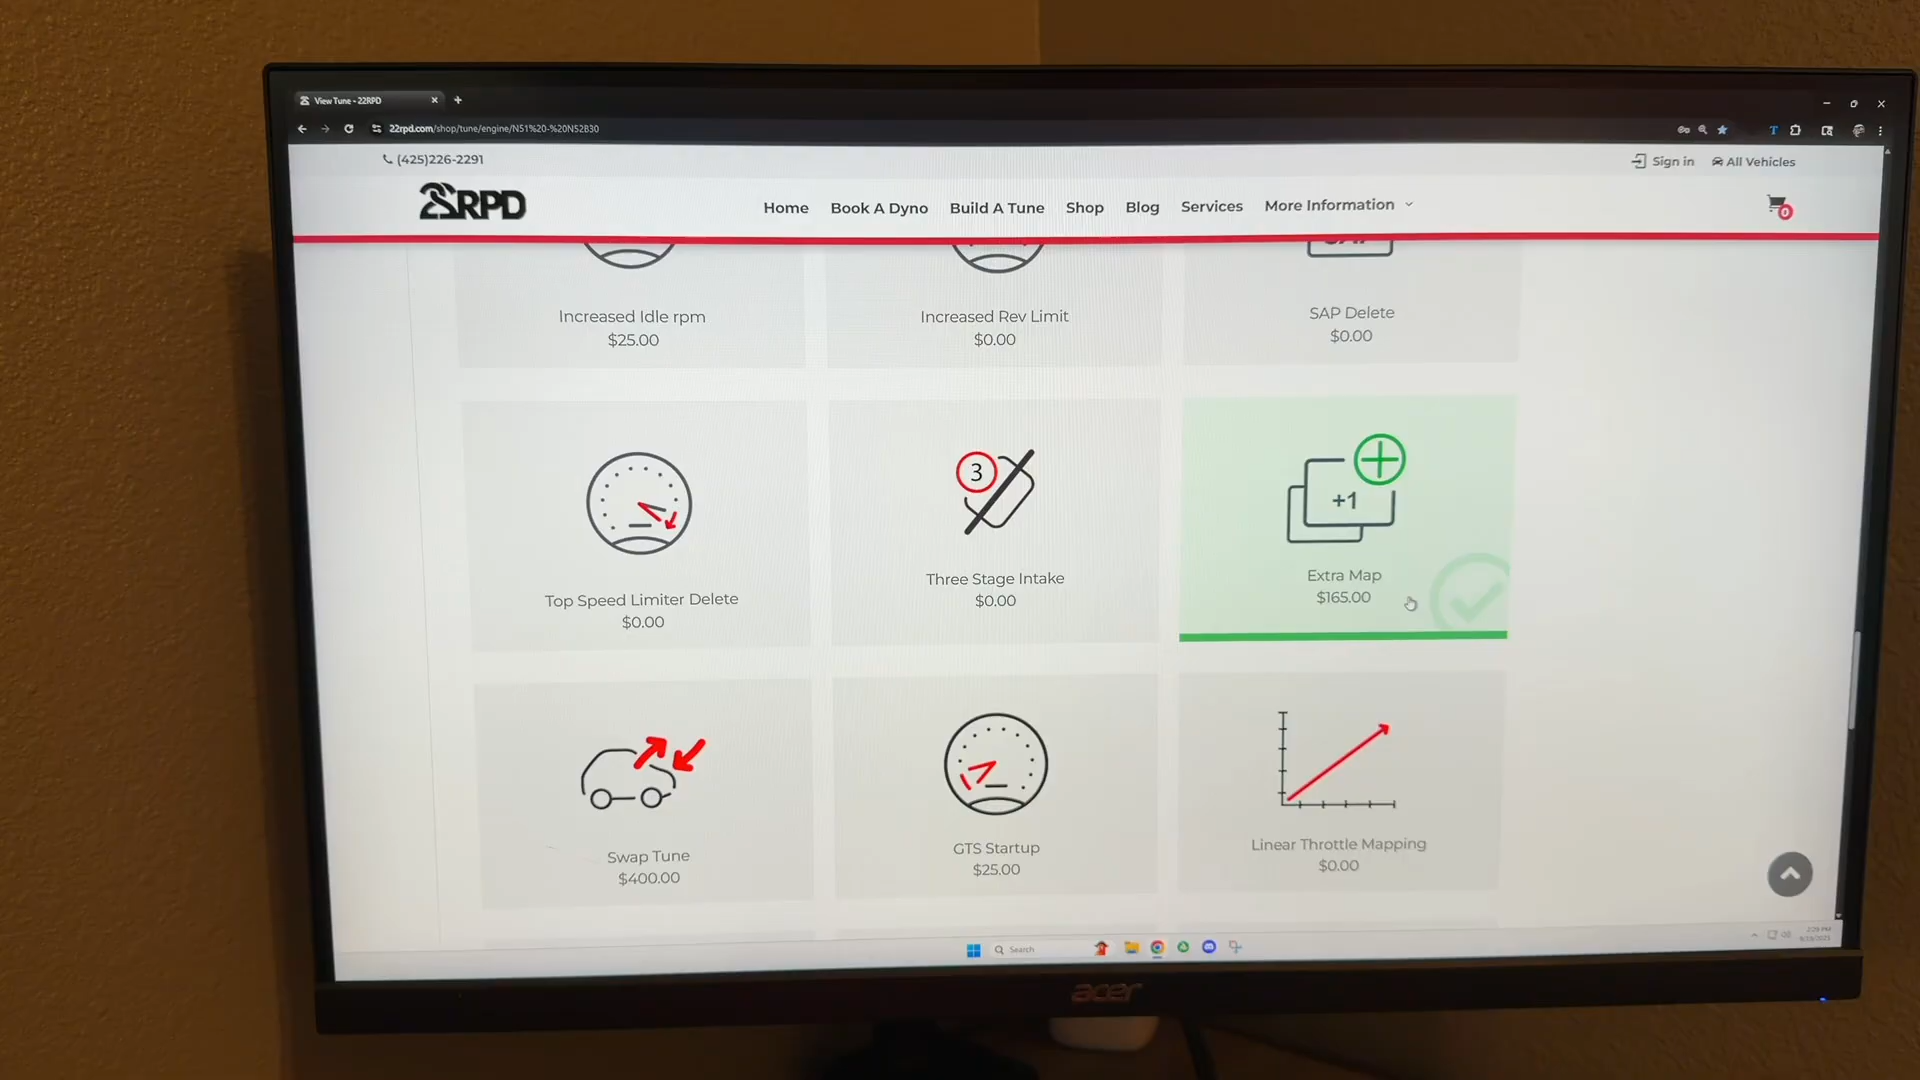 View Tune - 22RPD
22rpd.com/shop/tune/engine/N51%20-%20N52B30
(425)226-2291
Sign in
All Vehicles
22RPD
Home
Book A Dyno
Build A Tune
Shop
Blog
Services
More Information
0
Increased Idle rpm
$25.00
Increased Rev Limit
$0.00
SAP Delete
$0.00
Top Speed Limiter Delete
$0.00
3
Three Stage Intake
$0.00
+1
Extra Map
$165.00
Swap Tune
$400.00
GTS Startup
$25.00
Linear Throttle Mapping
$0.00
Search
acer